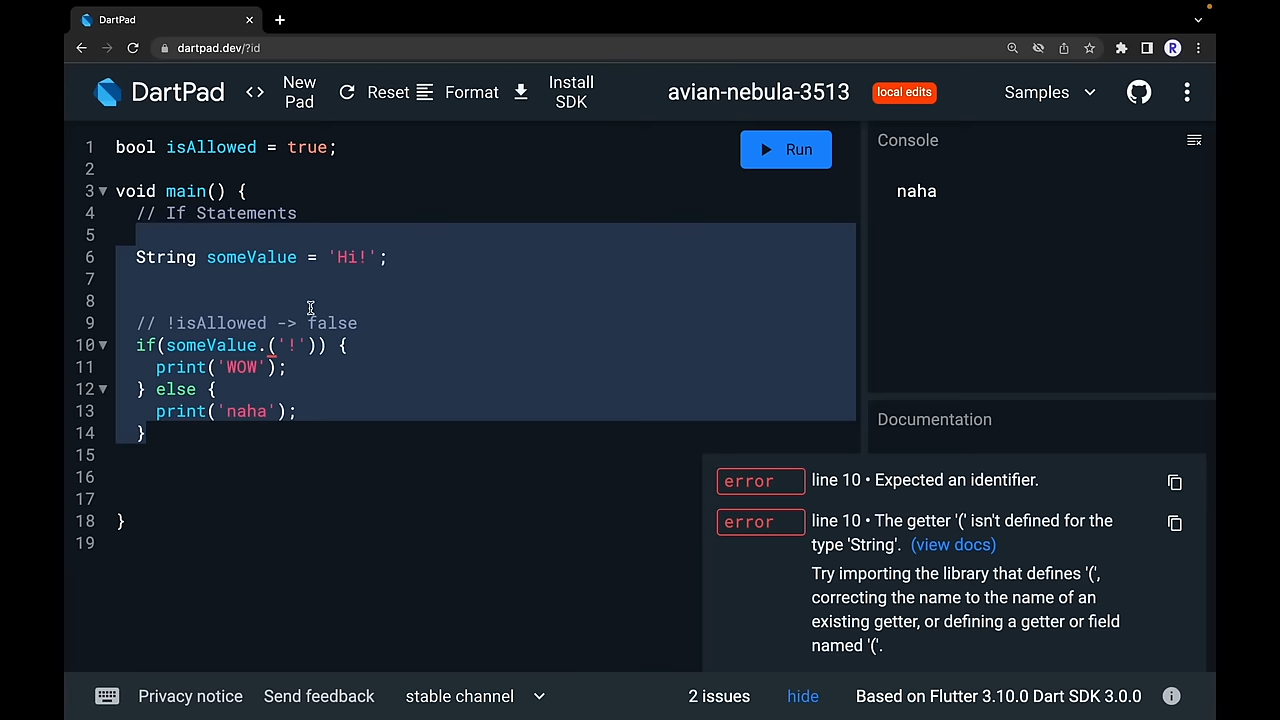 DartPad
dartpad.dev/?id
R
DartPad
<>
New Pad
Reset
Format
Install SDK
avian-nebula-3513
local edits
Samples
1 bool isAllowed = true;
2
3 void main() {
4 // If Statements
5
6 String someValue = 'Hi!';
7
8
9 // !isAllowed -> false
10 if(someValue.('!')) {
11 print('WOW');
12 } else {
13 print('naha');
14 }
15
16
17
18 }
19
Run
Console
naha
Documentation
error line 10 • Expected an identifier.
error line 10 • The getter '(' isn't defined for the
type 'String'. (view docs)
Try importing the library that defines '(',
correcting the name to the name of an
existing getter, or defining a getter or field
named '('.
Privacy notice
Send feedback
stable channel
2 issues
hide
Based on Flutter 3.10.0 Dart SDK 3.0.0